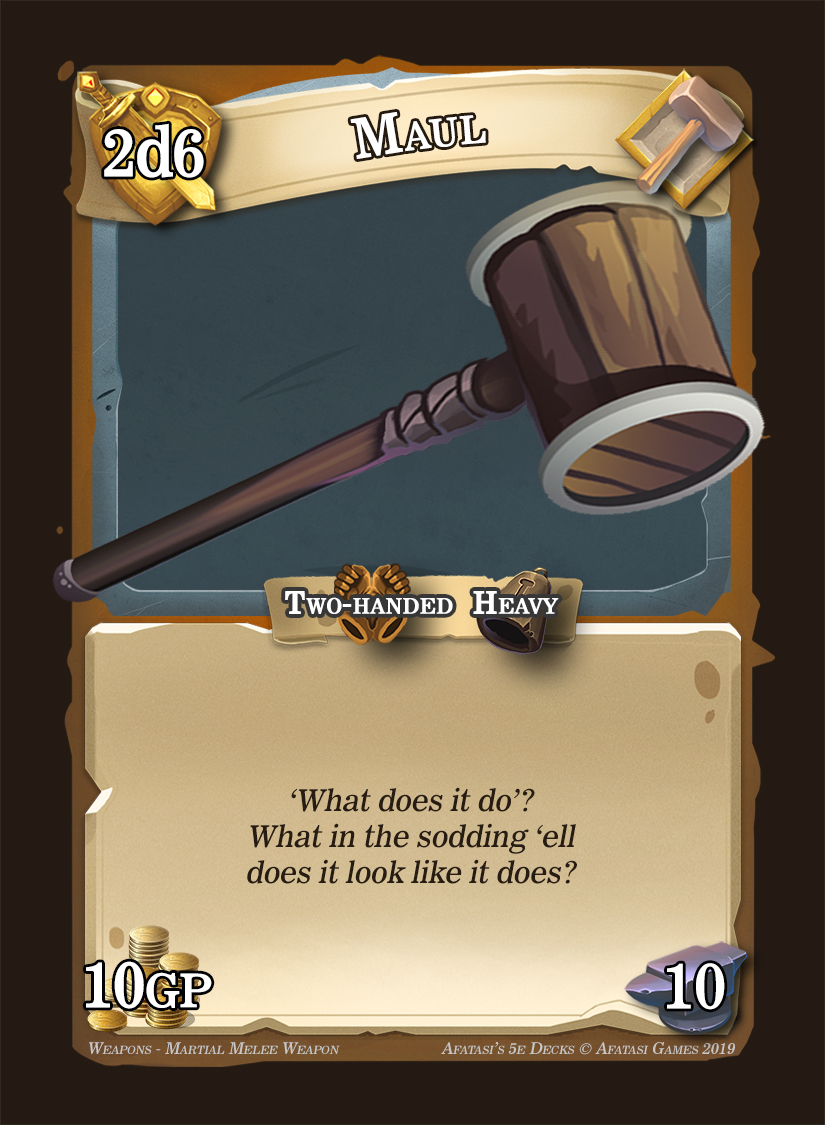 2d6
Maul
Two-handed Heavy
‘What does it do’?
What in the sodding ‘ell
does it look like it does?
10GP
10
Weapons - Martial Melee Weapon
Afatasi's 5e Decks © Afatasi Games 2019